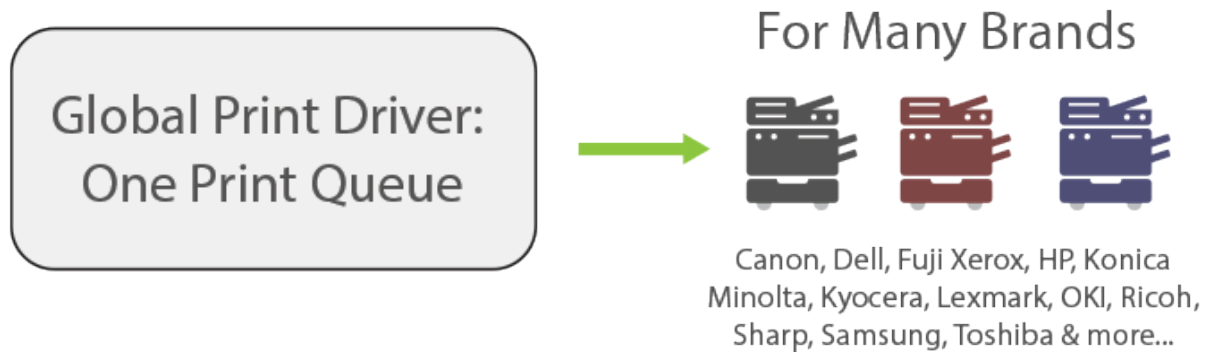 Global Print Driver:
One Print Queue
For Many Brands
Canon, Dell, Fuji Xerox, HP, Konica
Minolta, Kyocera, Lexmark, OKI, Ricoh,
Sharp, Samsung, Toshiba & more...